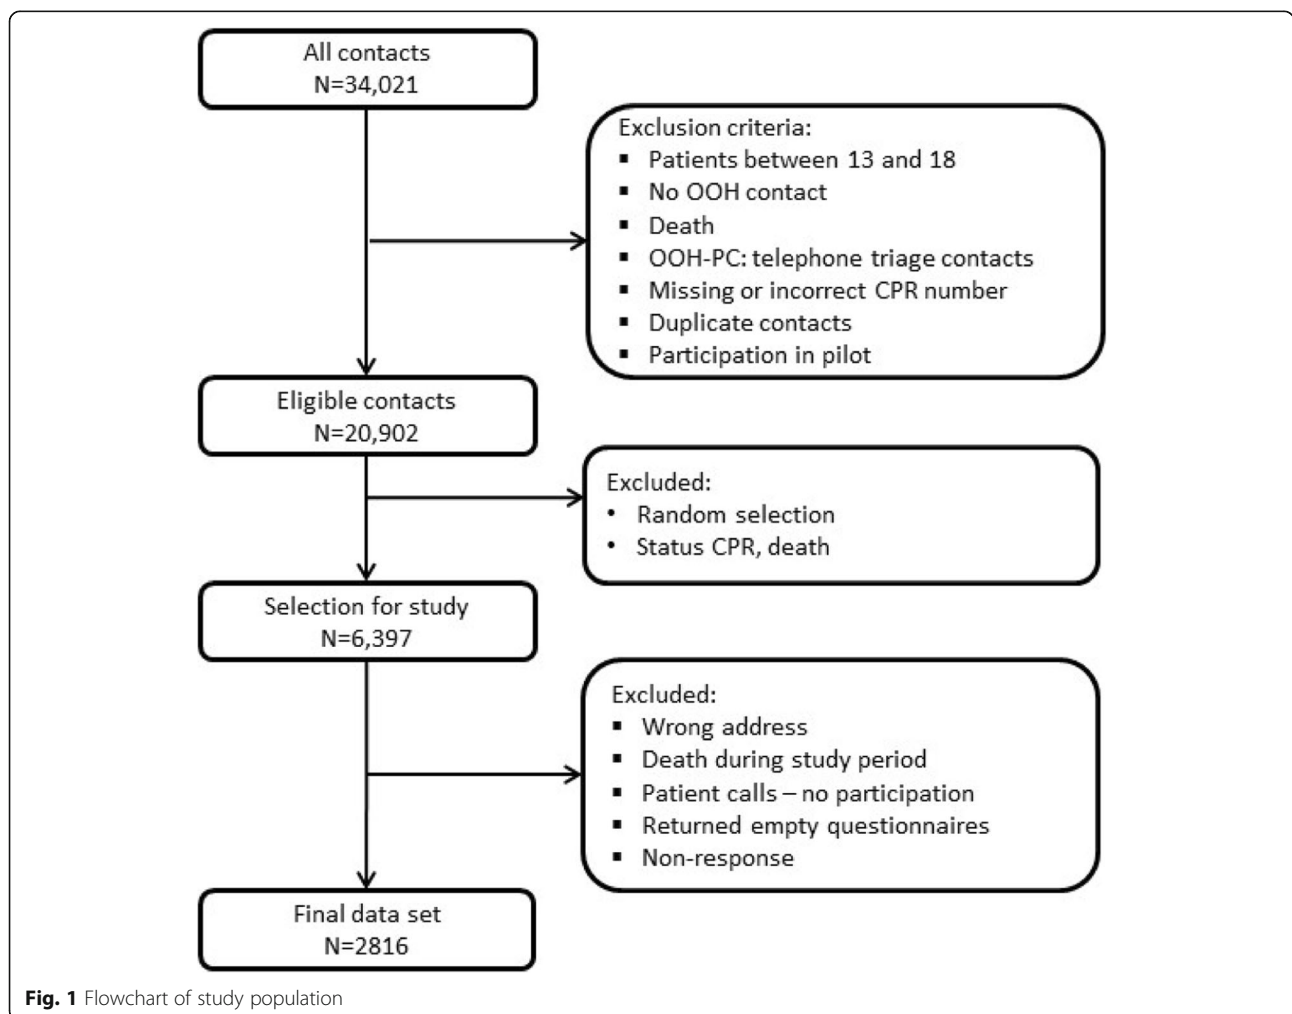 All contacts
N=34,021
Exclusion criteria:
▪ Patients between 13 and 18
▪ No OOH contact
▪ Death
▪ OOH-PC: telephone triage contacts
▪ Missing or incorrect CPR number
▪ Duplicate contacts
▪ Participation in pilot
Eligible contacts
N=20,902
Excluded:
• Random selection
• Status CPR, death
Selection for study
N=6,397
Excluded:
▪ Wrong address
▪ Death during study period
▪ Patient calls – no participation
▪ Returned empty questionnaires
▪ Non-response
Final data set
N=2816
Fig. 1 Flowchart of study population